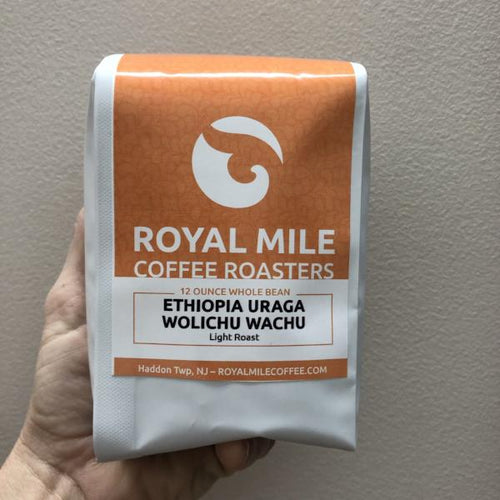 ROYAL MILE
COFFEE ROASTERS
12 OUNCE WHOLE BEAN
ETHIOPIA URAGA
WOLICHU WACHU
Light Roast
Haddon Twp, NJ – ROYALMILECOFFEE.COM